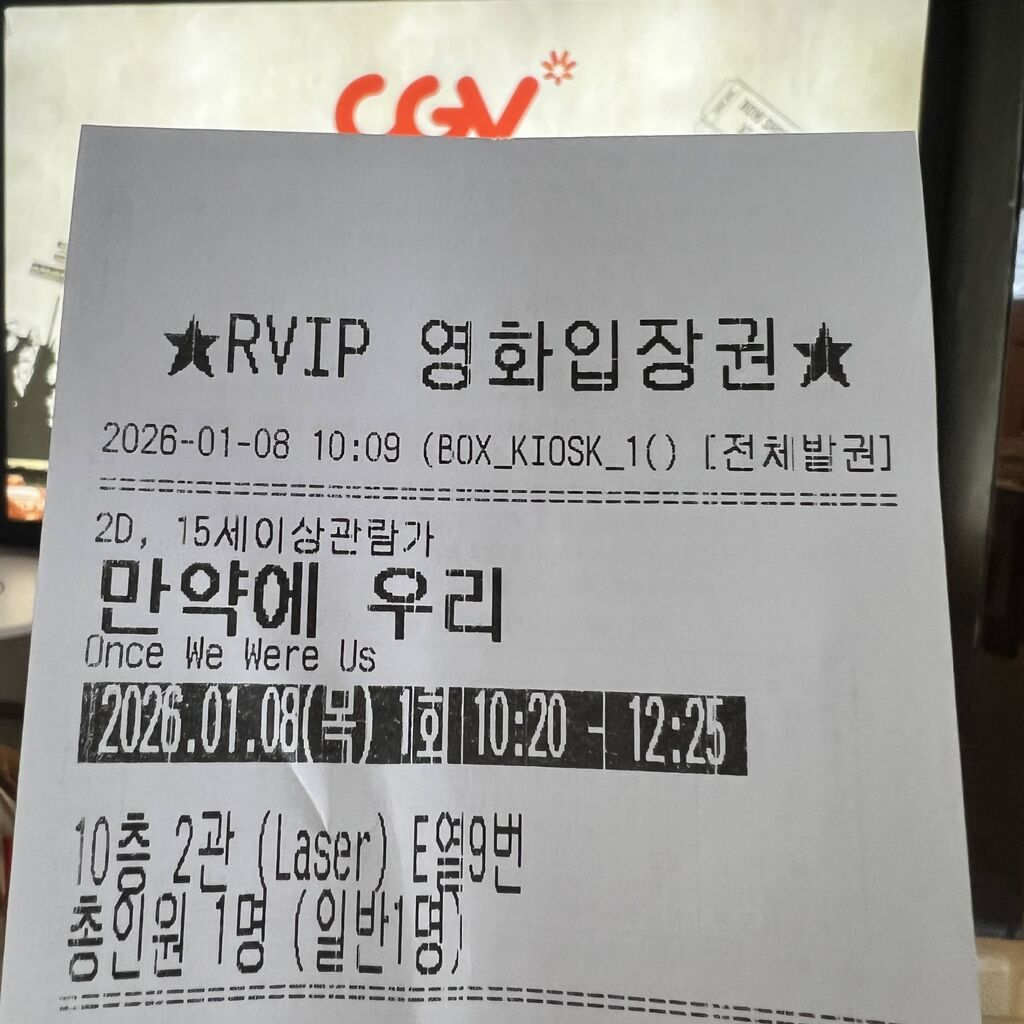 CGV
★RVIP 영화입장권★
2026-01-08 10:09 (BOX_KIOSK_1() [전체발권]
2D, 15세이상관람가
만약에 우리
Once We Were Us
2026.01.08(목) 1회 10:20 - 12:25
10층 2관 (Laser) E열9번
총인원 1명 (일반1명)